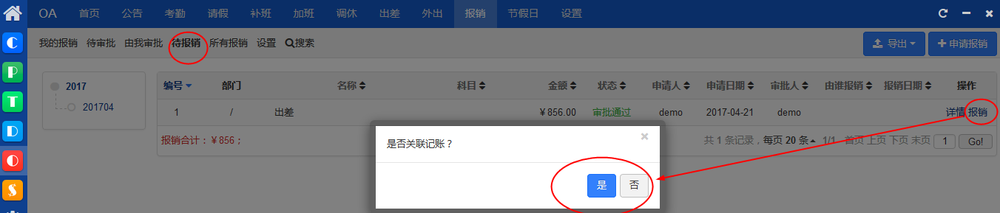 OA 首页 公告 考勤 请假 补班 加班 调休 出差 外出 报销 节假日 设置
我的报销 待审批 由我审批 待报销 所有报销 设置 搜索 导出 申请报销
2017
201704
编号 部门 名称 科目 金额 状态 申请人 申请日期 审批人 由谁报销 报销日期 操作
1 / 出差 ￥856.00 审批通过 demo 2017-04-21 demo 详情 报销
报销合计：￥856；
共 1 条记录，每页 20 条 1/1 首页 上页 下页 末页 1 Go!
是否关联记账？ ×
是 否
C
P
T
D